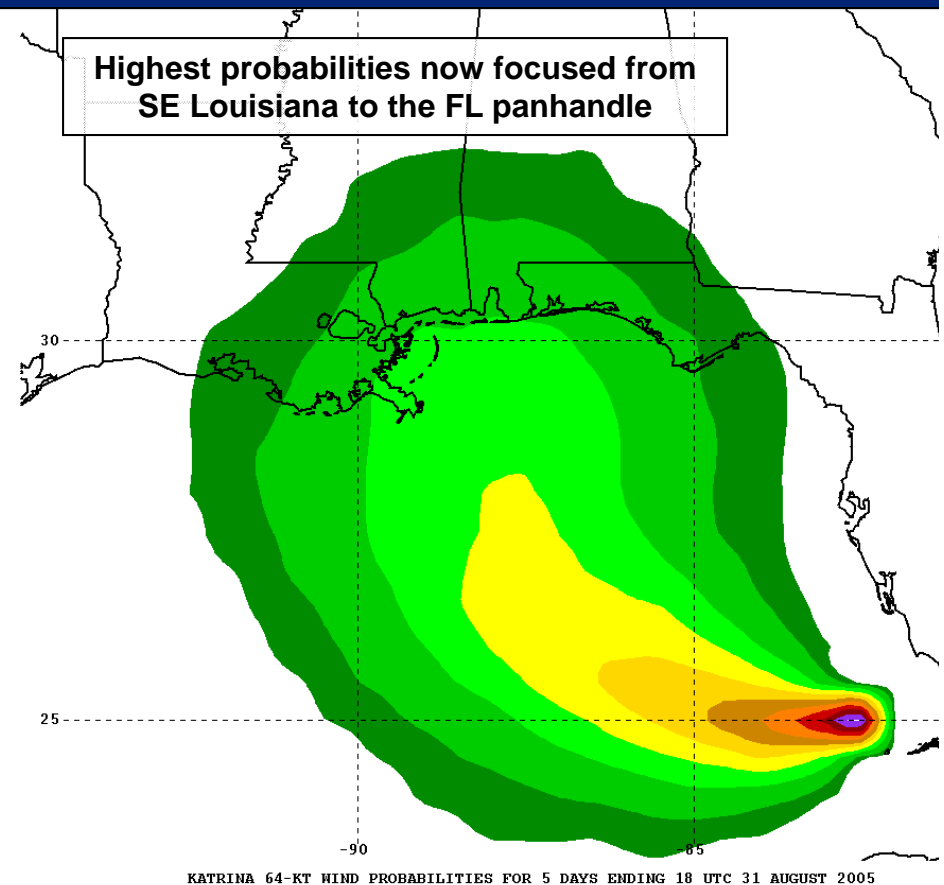 Highest probabilities now focused from
SE Louisiana to the FL panhandle
30
25
-90
-85
KATRINA 64-KT WIND PROBABILITIES FOR 5 DAYS ENDING 18 UTC 31 AUGUST 2005